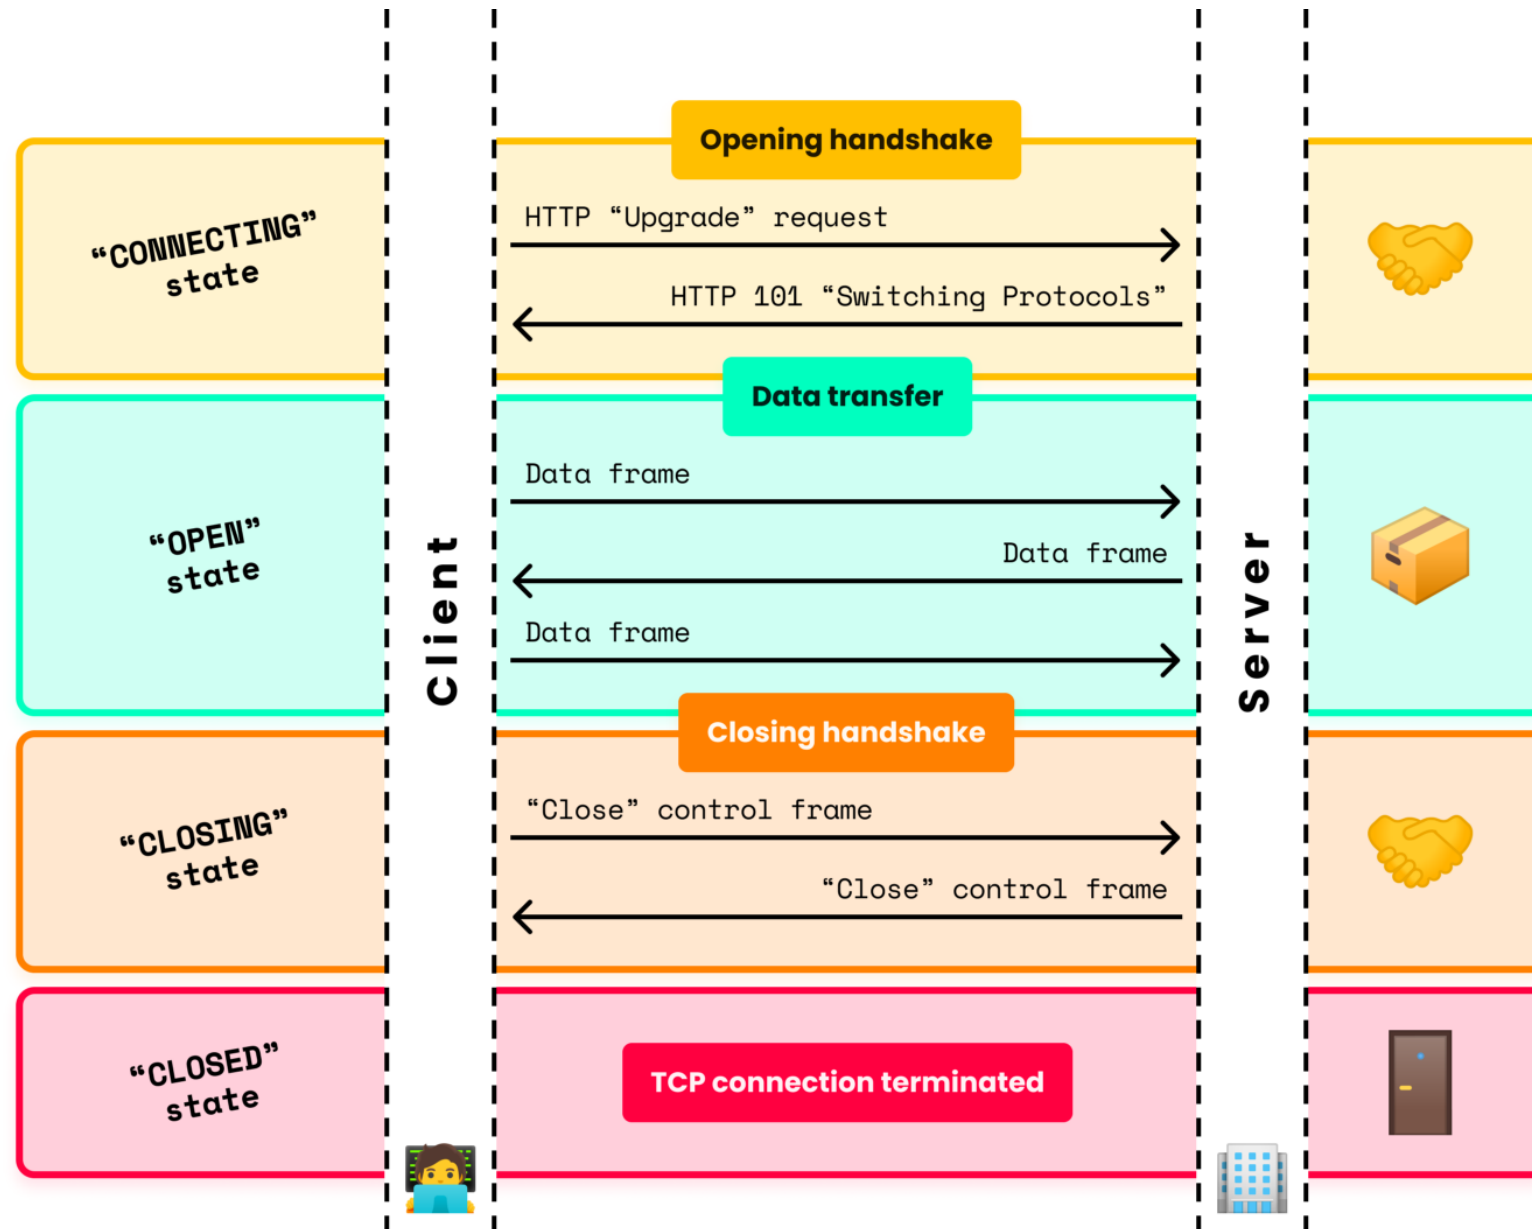 Opening handshake
“CONNECTING”
state
HTTP “Upgrade” request
HTTP 101 “Switching Protocols”
Data transfer
“OPEN”
state
Data frame
Data frame
Data frame
Client
Server
Closing handshake
“CLOSING”
state
“Close” control frame
“Close” control frame
“CLOSED”
state
TCP connection terminated